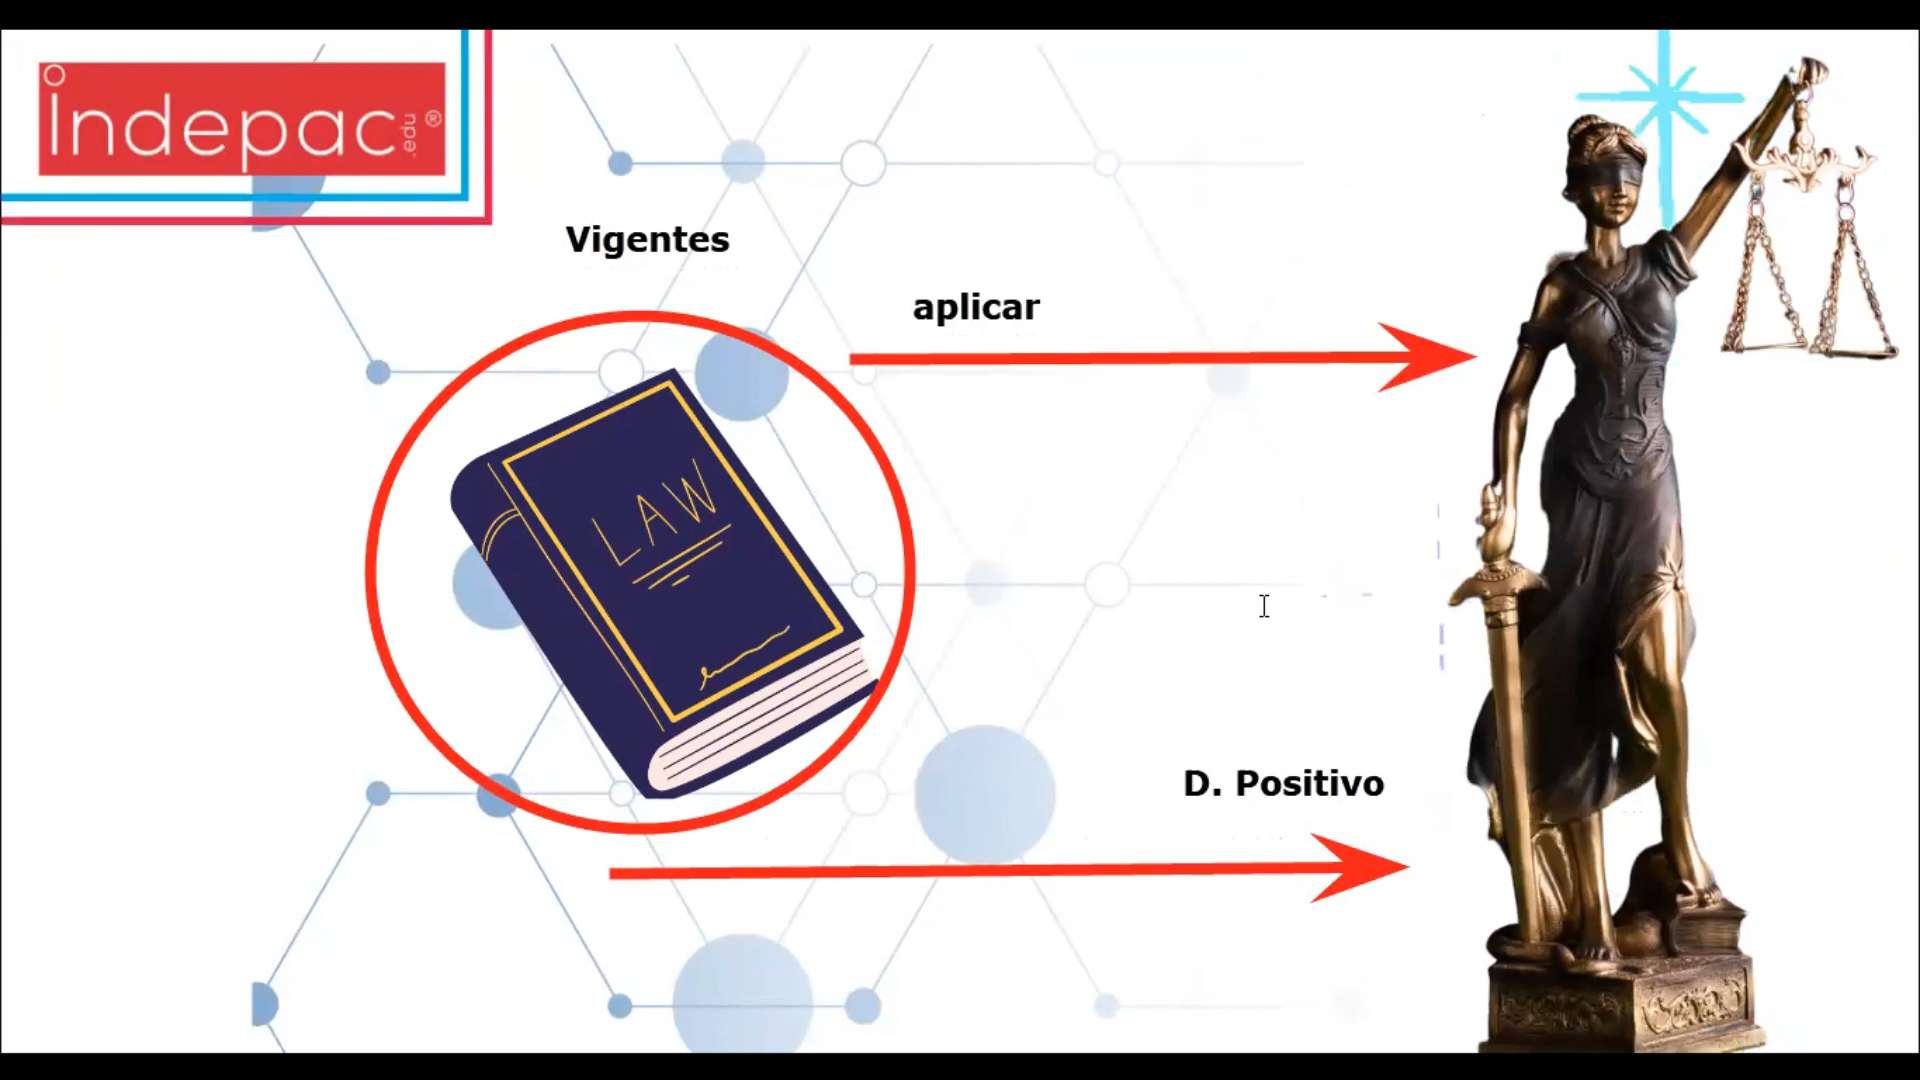 indepac .edu ®
Vigentes
aplicar
LAW
D. Positivo